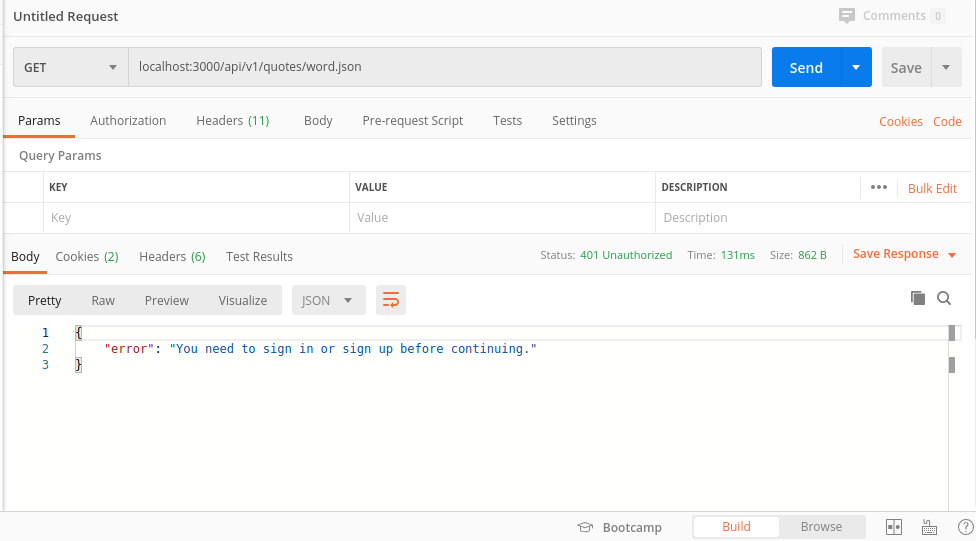 Untitled Request
Comments 0
GET localhost:3000/api/v1/quotes/word.json Send Save
Params Authorization Headers (11) Body Pre-request Script Tests Settings Cookies Code
Query Params
KEY VALUE DESCRIPTION ••• Bulk Edit
Key Value Description
Body Cookies (2) Headers (6) Test Results Status: 401 Unauthorized Time: 131ms Size: 862 B Save Response
Pretty Raw Preview Visualize JSON
1 {
2 "error": "You need to sign in or sign up before continuing."
3 }
Bootcamp Build Browse ?